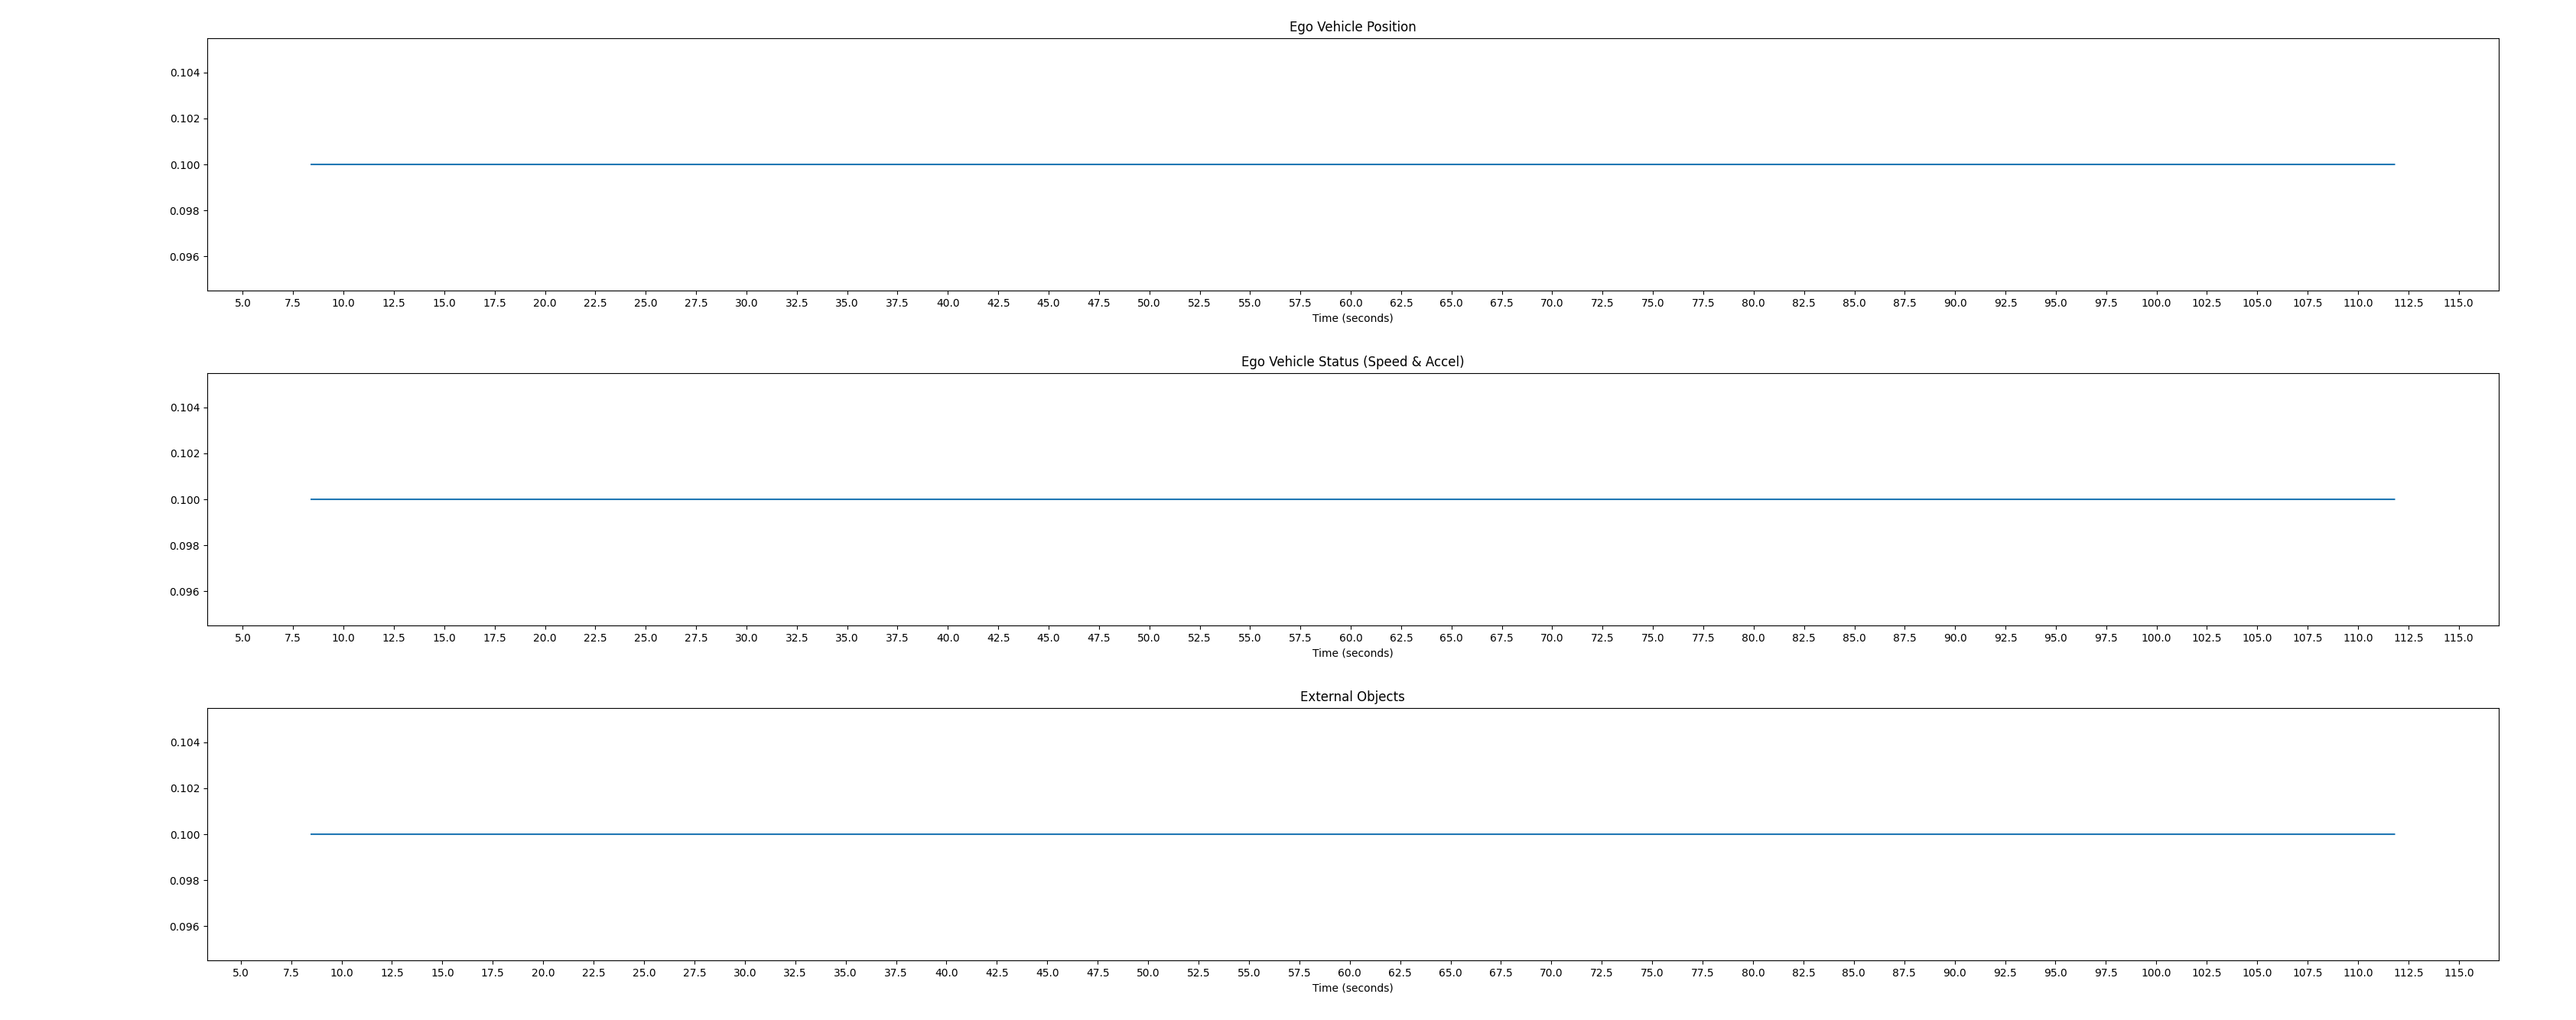 Ego Vehicle Position
0.104
0.102
0.100
0.098
0.096
5.0 7.5 10.0 12.5 15.0 17.5 20.0 22.5 25.0 27.5 30.0 32.5 35.0 37.5 40.0 42.5 45.0 47.5 50.0 52.5 55.0 57.5 60.0 62.5 65.0 67.5 70.0 72.5 75.0 77.5 80.0 82.5 85.0 87.5 90.0 92.5 95.0 97.5 100.0 102.5 105.0 107.5 110.0 112.5 115.0
Time (seconds)
Ego Vehicle Status (Speed & Accel)
0.104
0.102
0.100
0.098
0.096
5.0 7.5 10.0 12.5 15.0 17.5 20.0 22.5 25.0 27.5 30.0 32.5 35.0 37.5 40.0 42.5 45.0 47.5 50.0 52.5 55.0 57.5 60.0 62.5 65.0 67.5 70.0 72.5 75.0 77.5 80.0 82.5 85.0 87.5 90.0 92.5 95.0 97.5 100.0 102.5 105.0 107.5 110.0 112.5 115.0
Time (seconds)
External Objects
0.104
0.102
0.100
0.098
0.096
5.0 7.5 10.0 12.5 15.0 17.5 20.0 22.5 25.0 27.5 30.0 32.5 35.0 37.5 40.0 42.5 45.0 47.5 50.0 52.5 55.0 57.5 60.0 62.5 65.0 67.5 70.0 72.5 75.0 77.5 80.0 82.5 85.0 87.5 90.0 92.5 95.0 97.5 100.0 102.5 105.0 107.5 110.0 112.5 115.0
Time (seconds)